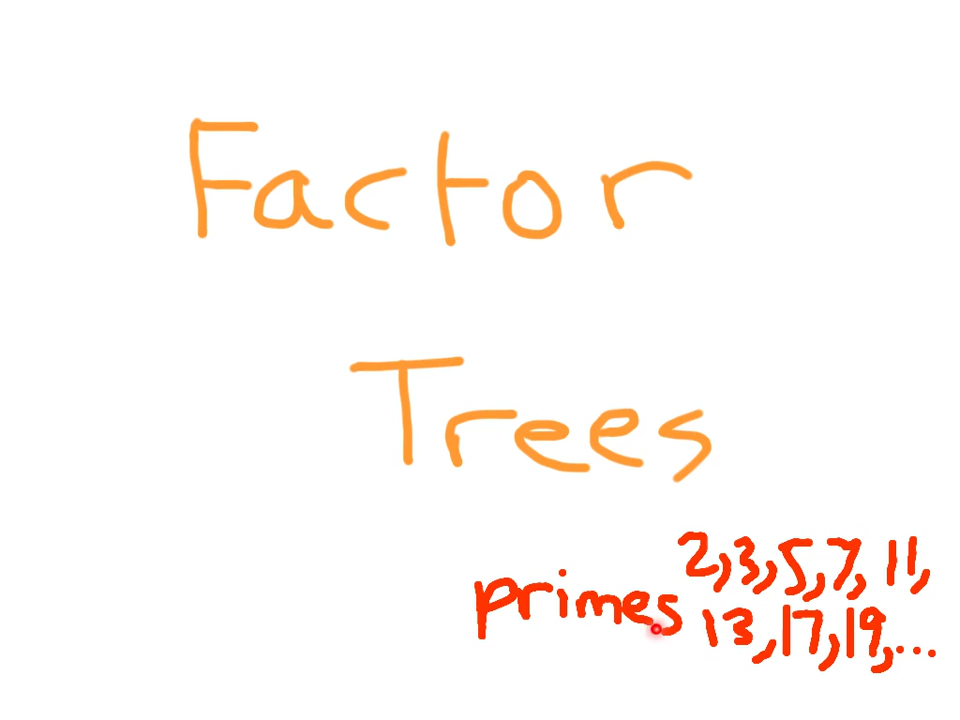 Factor
Trees
primes 2,3,5,7,11,
13,17,19,...